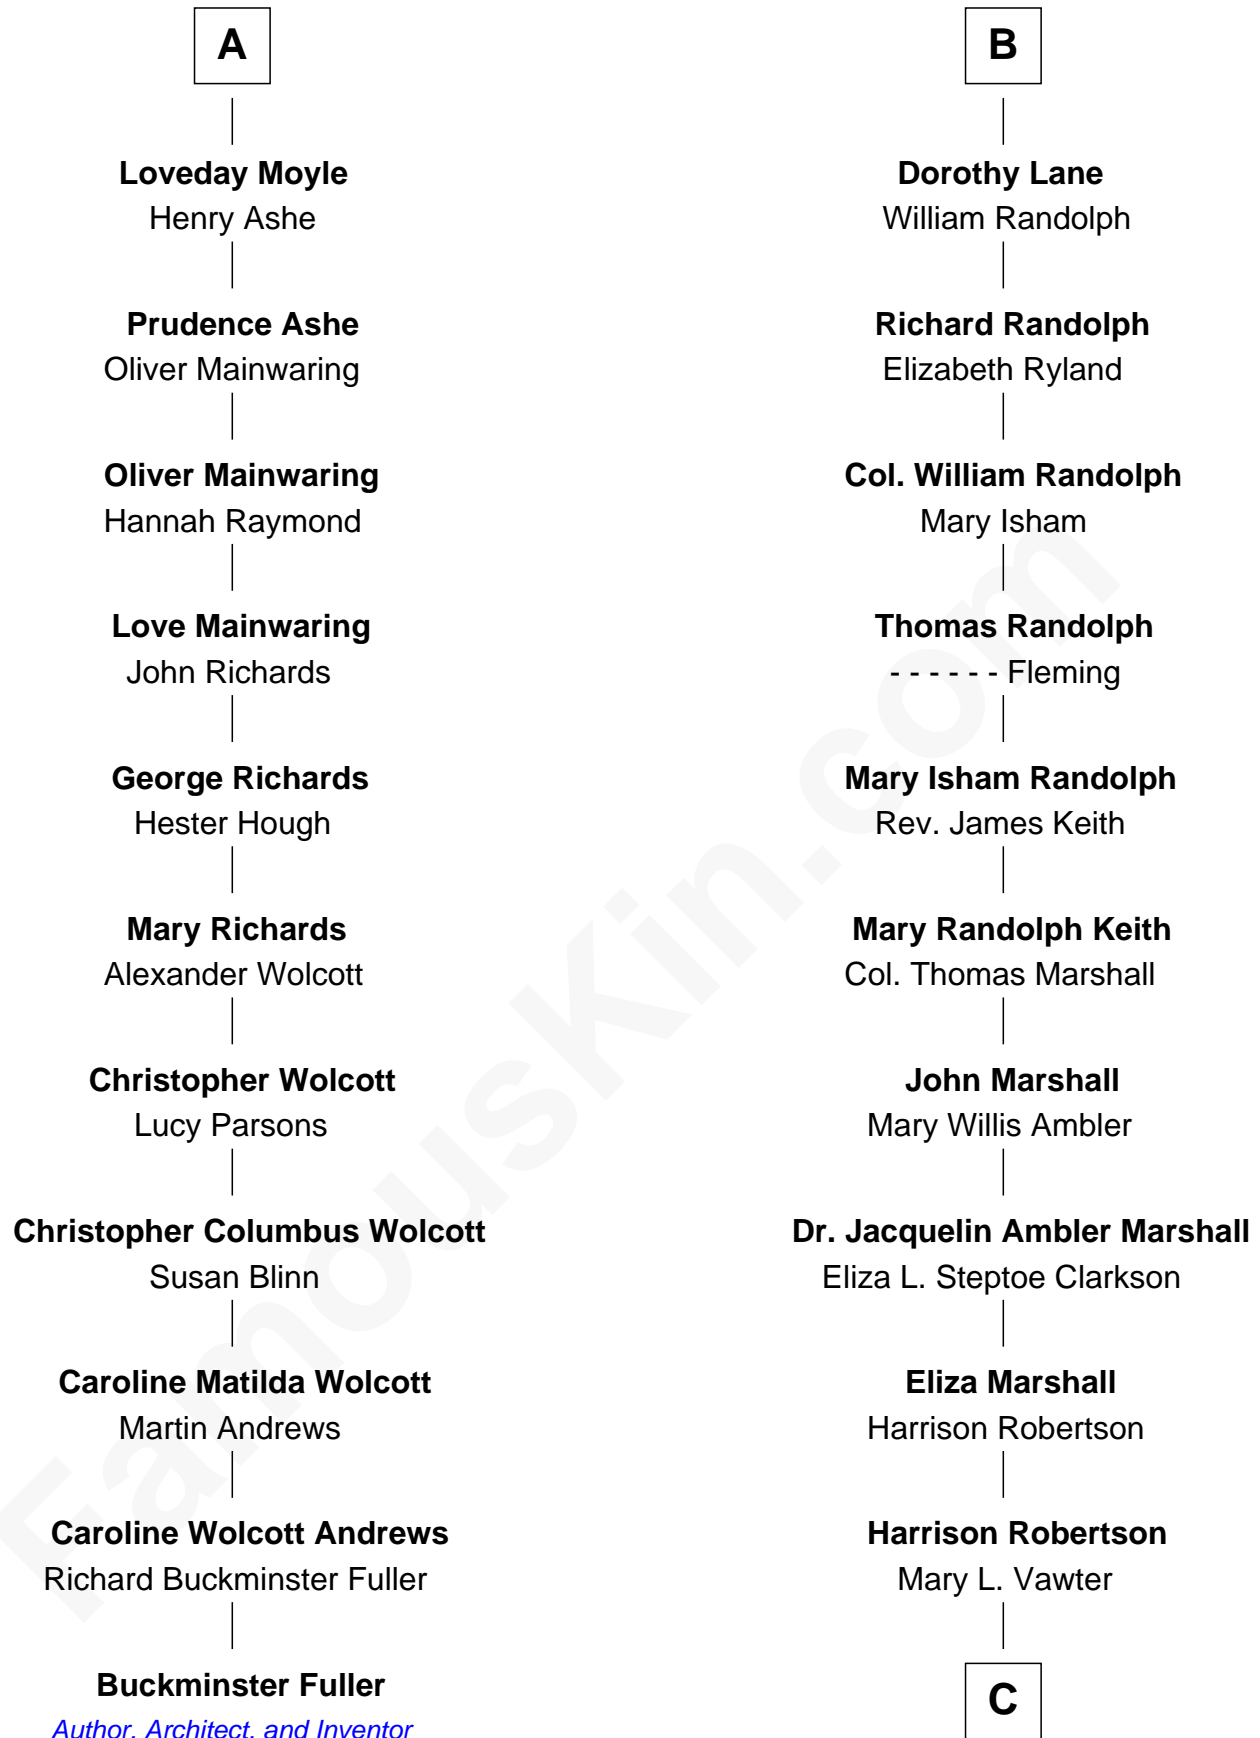 A
Loveday Moyle
Henry Ashe
Prudence Ashe
Oliver Mainwaring
Oliver Mainwaring
Hannah Raymond
Love Mainwaring
John Richards
George Richards
Hester Hough
Mary Richards
Alexander Wolcott
Christopher Wolcott
Lucy Parsons
Christopher Columbus Wolcott
Susan Blinn
Caroline Matilda Wolcott
Martin Andrews
Caroline Wolcott Andrews
Richard Buckminster Fuller
Buckminster Fuller
Author, Architect, and Inventor
B
Dorothy Lane
William Randolph
Richard Randolph
Elizabeth Ryland
Col. William Randolph
Mary Isham
Thomas Randolph
- - - - - - Fleming
Mary Isham Randolph
Rev. James Keith
Mary Randolph Keith
Col. Thomas Marshall
John Marshall
Mary Willis Ambler
Dr. Jacquelin Ambler Marshall
Eliza L. Steptoe Clarkson
Eliza Marshall
Harrison Robertson
Harrison Robertson
Mary L. Vawter
C
FamousKin.com